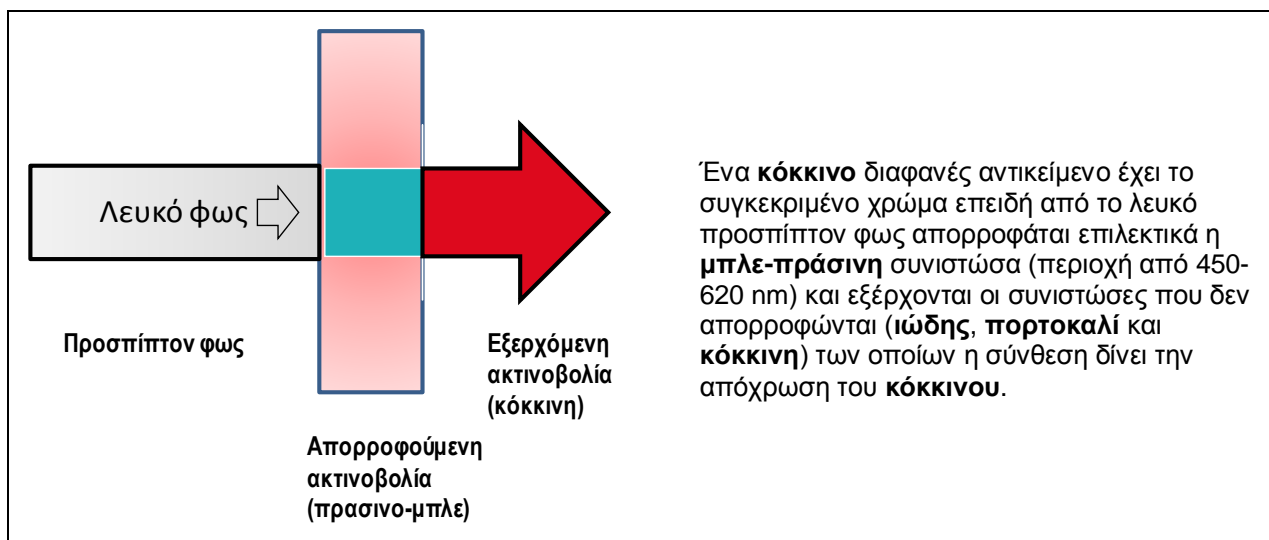 Λευκό φως
Προσπίπτον φως
Εξερχόμενη
ακτινοβολία
(κόκκινη)
Απορροφούμενη
ακτινοβολία
(πρασινο-μπλε)
Ένα κόκκινο διαφανές αντικείμενο έχει το
συγκεκριμένο χρώμα επειδή από το λευκό
προσπίπτον φως απορροφάται επιλεκτικά η
μπλε-πράσινη συνιστώσα (περιοχή από 450-
620 nm) και εξέρχονται οι συνιστώσες που δεν
απορροφώνται (ιώδης, πορτοκαλί και
κόκκινη) των οποίων η σύνθεση δίνει την
απόχρωση του κόκκινου.